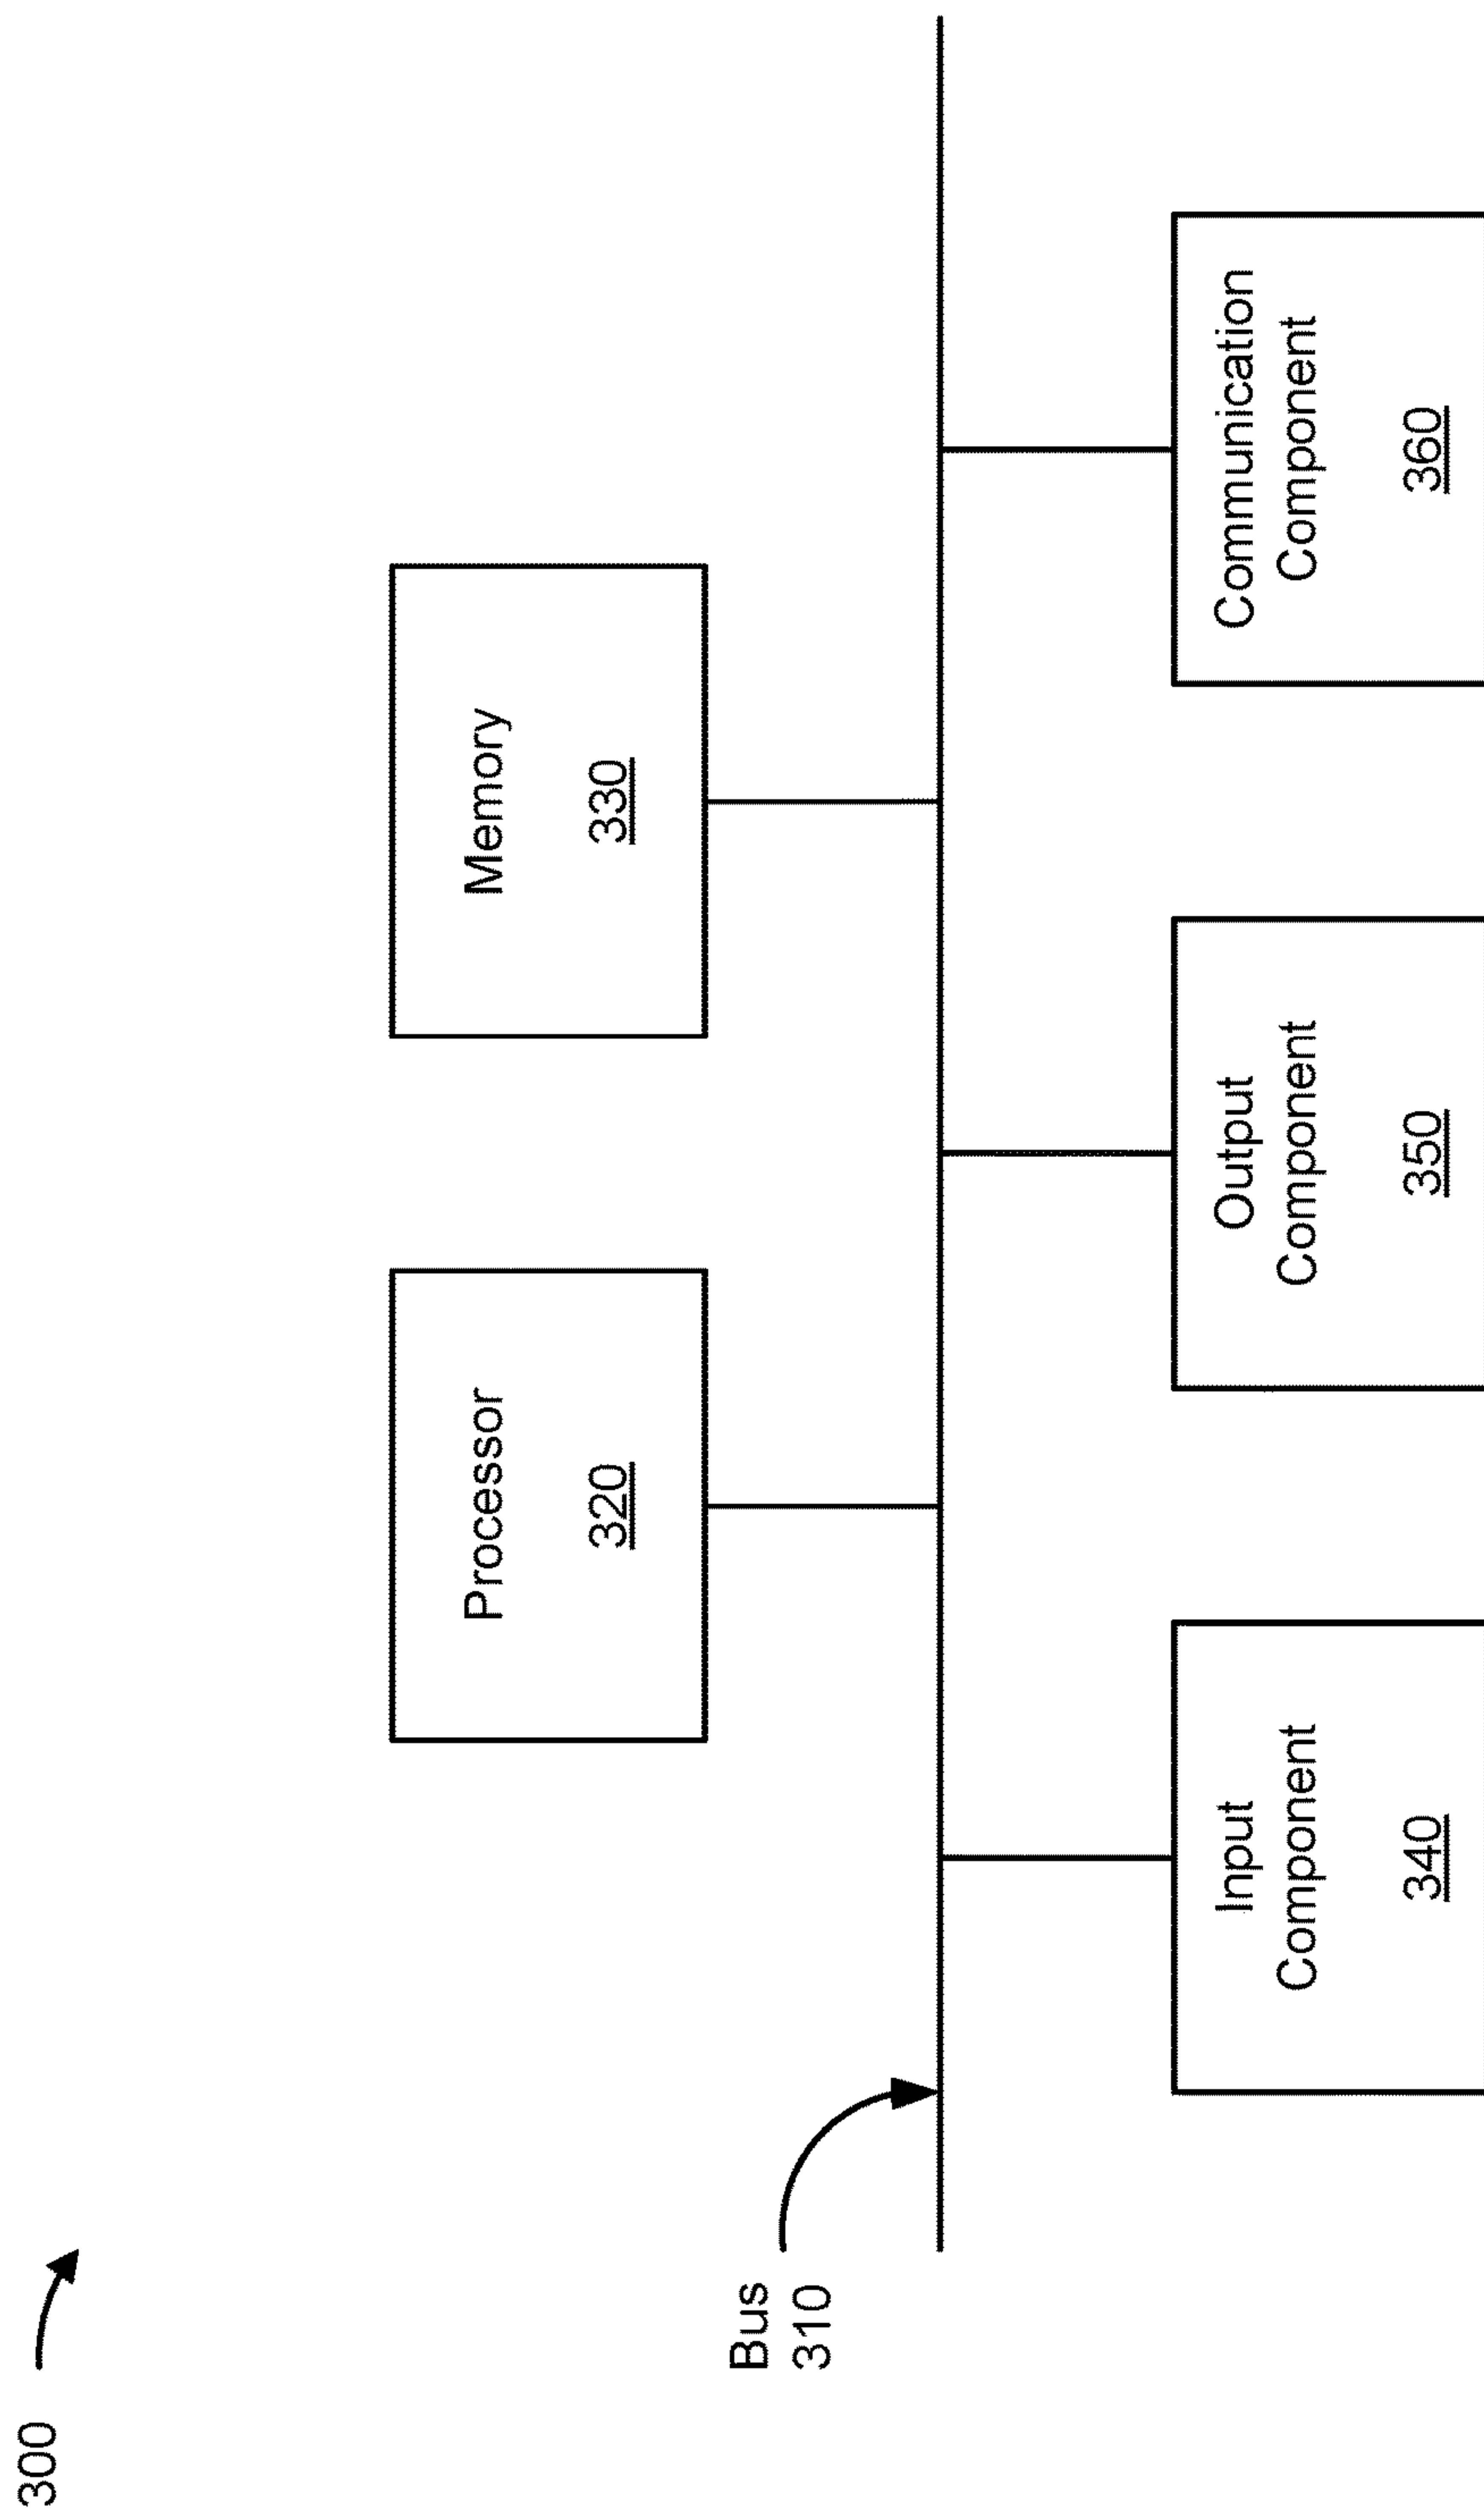 300
Processor
320
Memory
330
Bus
310
Input
Component
340
Output
Component
350
Communication
Component
360